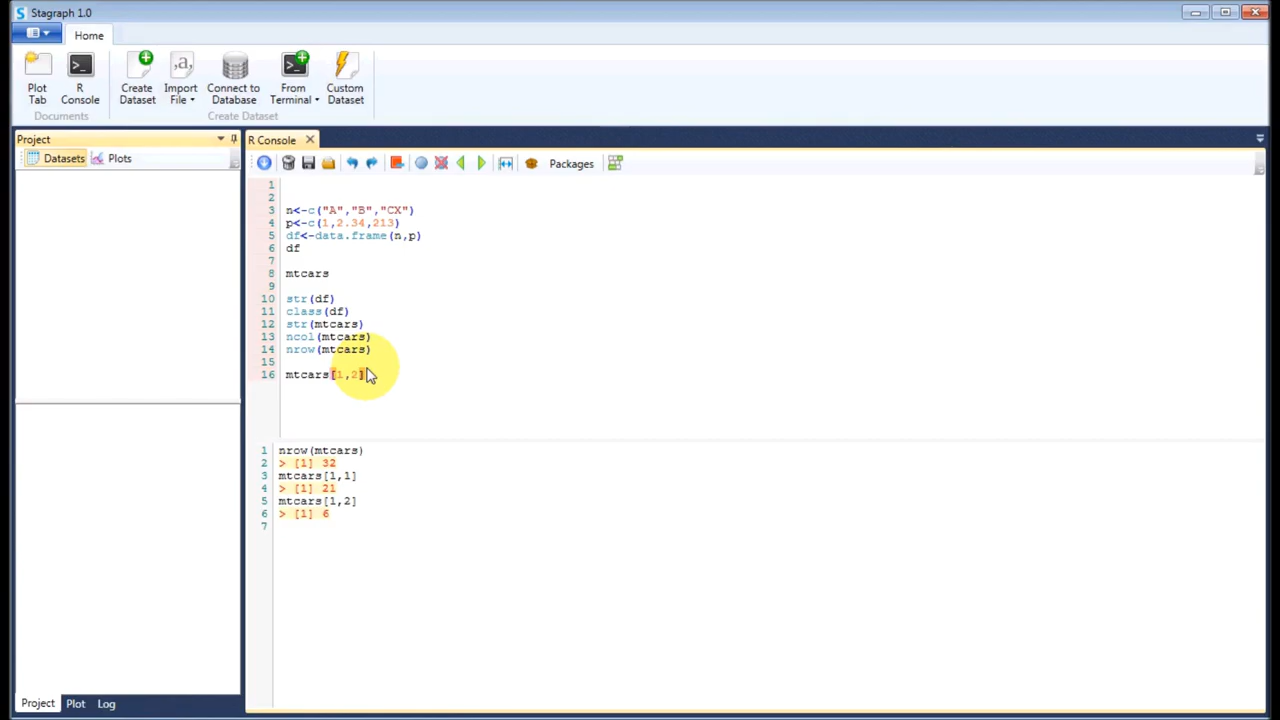 Stagraph 1.0
Home
Plot Tab
R Console
Create Dataset
Import File
Connect to Database
From Terminal
Custom Dataset
Documents
Create Dataset
Project
Datasets
Plots
R Console
Packages
1
2
3 n<-c("A","B","CX")
4 p<-c(1,2.34,213)
5 df<-data.frame(n,p)
6 df
7
8 mtcars
9
10 str(df)
11 class(df)
12 str(mtcars)
13 ncol(mtcars)
14 nrow(mtcars)
15
16 mtcars[1,2]
1 nrow(mtcars)
2 > [1] 32
3 mtcars[1,1]
4 > [1] 21
5 mtcars[1,2]
6 > [1] 6
7
Project Plot Log